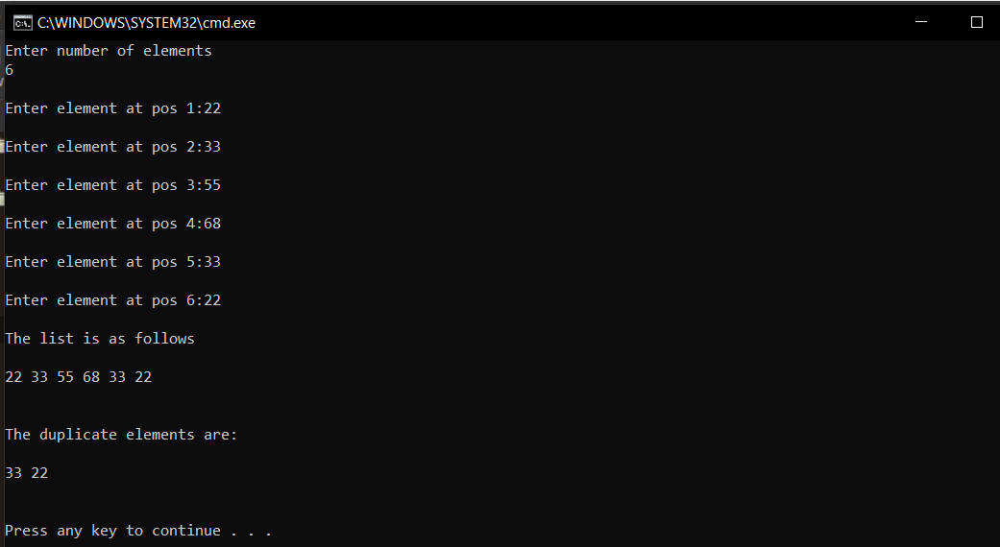 C:\WINDOWS\SYSTEM32\cmd.exe
Enter number of elements
6
Enter element at pos 1:22
Enter element at pos 2:33
Enter element at pos 3:55
Enter element at pos 4:68
Enter element at pos 5:33
Enter element at pos 6:22
The list is as follows
22 33 55 68 33 22
The duplicate elements are:
33 22
Press any key to continue . . .